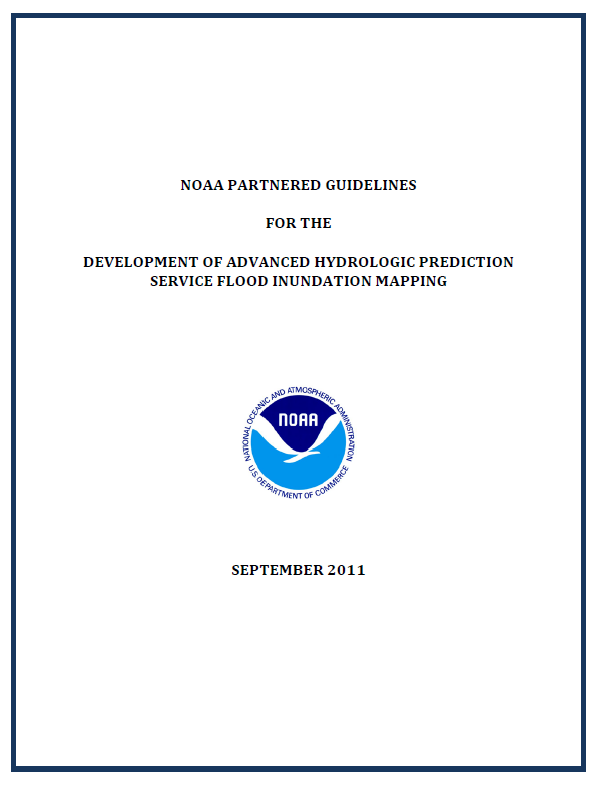 NOAA PARTNERED GUIDELINES
FOR THE
DEVELOPMENT OF ADVANCED HYDROLOGIC PREDICTION
SERVICE FLOOD INUNDATION MAPPING
NATIONAL OCEANIC AND ATMOSPHERIC ADMINISTRATION
NOAA
U.S. DEPARTMENT OF COMMERCE
SEPTEMBER 2011